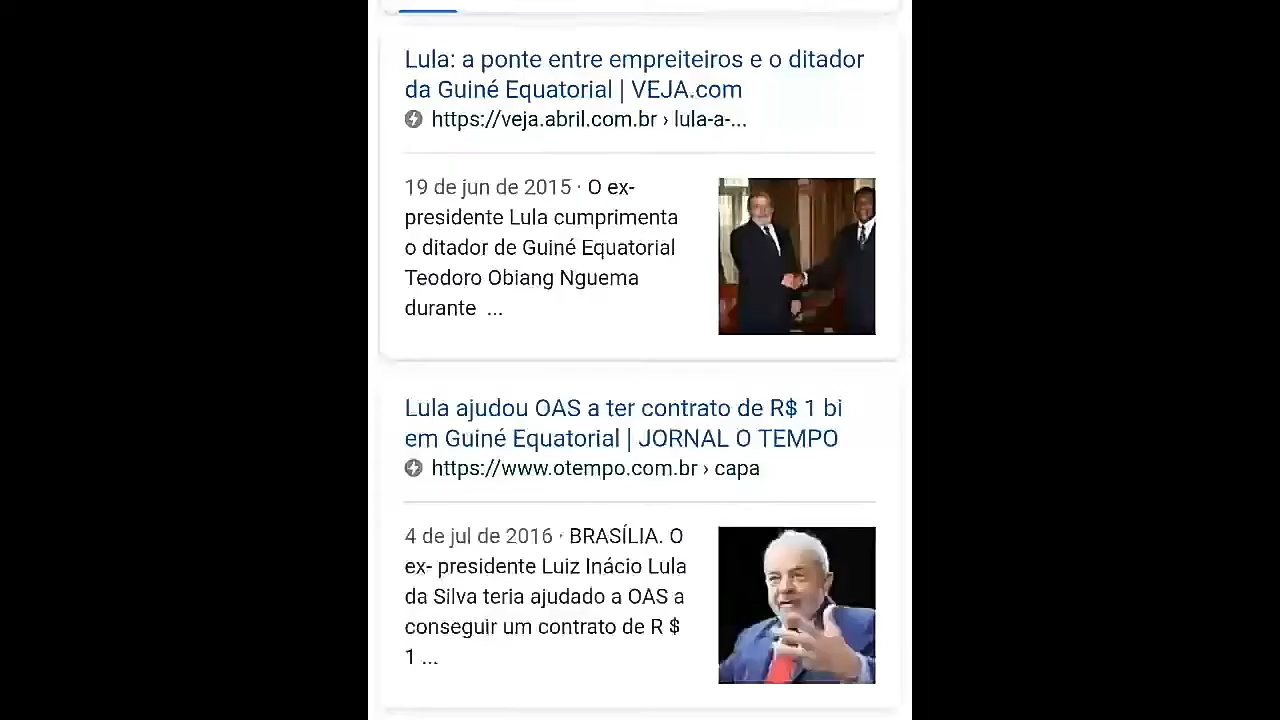 Lula: a ponte entre empreiteiros e o ditador
da Guiné Equatorial | VEJA.com
https://veja.abril.com.br › lula-a-...
19 de jun de 2015 · O ex-
presidente Lula cumprimenta
o ditador de Guiné Equatorial
Teodoro Obiang Nguema
durante ...
Lula ajudou OAS a ter contrato de R$ 1 bi
em Guiné Equatorial | JORNAL O TEMPO
https://www.otempo.com.br › capa
4 de jul de 2016 · BRASÍLIA. O
ex- presidente Luiz Inácio Lula
da Silva teria ajudado a OAS a
conseguir um contrato de R $
1 ...